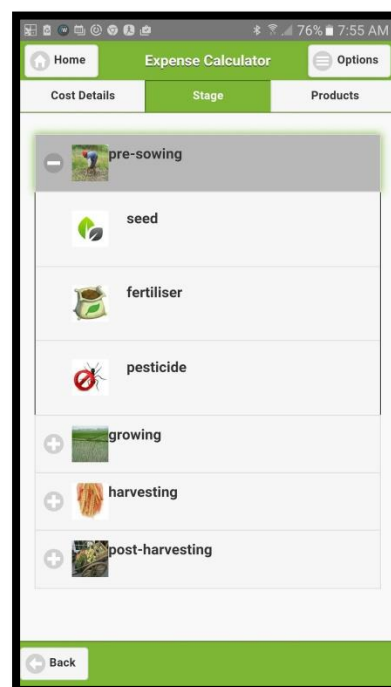 76% 7:55 AM
Home Expense Calculator Options
Cost Details Stage Products
pre-sowing
seed
fertiliser
pesticide
growing
harvesting
post-harvesting
Back